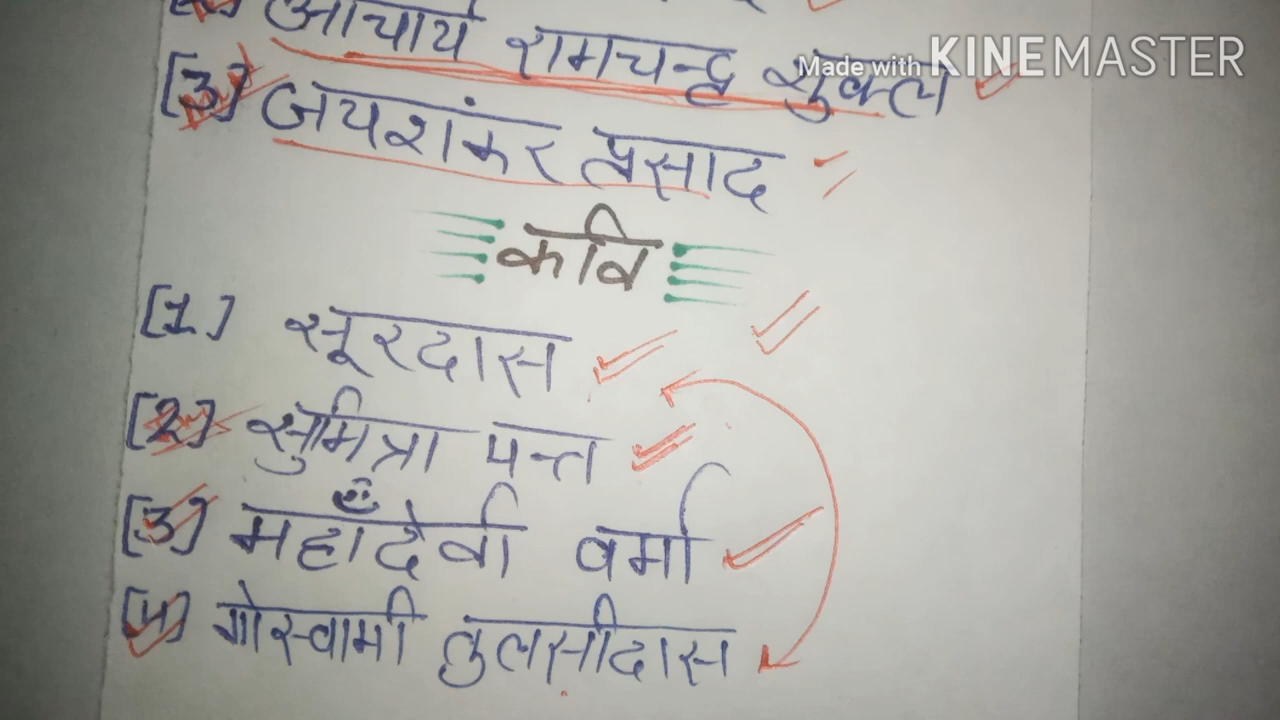 आचार्य रामचन्द्र शुक्ल
Made with KINEMASTER
[3] जयशंकर प्रसाद
कवि
[1] सूरदास
[2] सुमित्रा पन्त
[3] महाँदेवी वर्मा
[4] गोस्वामी तुलसीदास